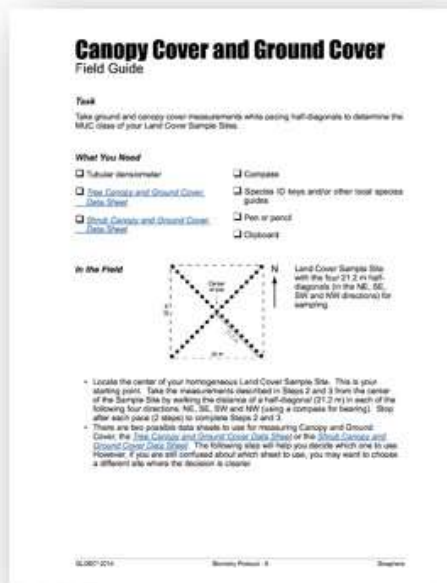 Canopy Cover and Ground Cover
Field Guide
Task
Take ground and canopy cover measurements while pacing half-diagonals to determine the
MUC class of your Land Cover Sample Sites.
What You Need
Tubular densiometer
Compass
Tree Canopy and Ground Cover
Data Sheet
Species ID keys and/or other local species
guides
Shrub Canopy and Ground Cover
Data Sheet
Pen or pencil
Clipboard
In the Field
Center
of plot
N
Land Cover Sample Site
with the four 21.2 m half-
diagonals (in the NE, SE,
SW and NW directions) for
sampling.
• Locate the center of your homogeneous Land Cover Sample Site. This is your
starting point. Take the measurements described in Steps 2 and 3 from the center
of the Sample Site by walking the distance of a half-diagonal (21.2 m) in each of the
following four directions, NE, SE, SW and NW (using a compass for bearing). Stop
after each pace (2 steps) to complete Steps 2 and 3.
• There are two possible data sheets to use for measuring Canopy and Ground
Cover, the Tree Canopy and Ground Cover Data Sheet or the Shrub Canopy and
Ground Cover Data Sheet. The following step will help you decide which one to use.
However, if you are still confused about which sheet to use, you may want to choose
a different site where the decision is clearer.
GLOBE® 2014
Biometry Protocol - 8
Biosphere